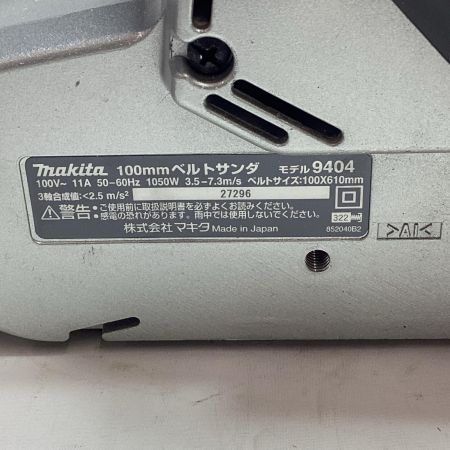 makita 100mmベルトサンダ モデル9404
100V~ 11A 50-60Hz 1050W 3.5-7.3m/s ベルトサイズ:100X610mm
3軸合成値:<2.5 m/s² 27296
警告: ・ご使用前に取扱説明書を必ずよくお読みください。
・感電の恐れあり。雨中では使用しないでください。
322
株式会社マキタ Made in Japan
852040B2
>Al<